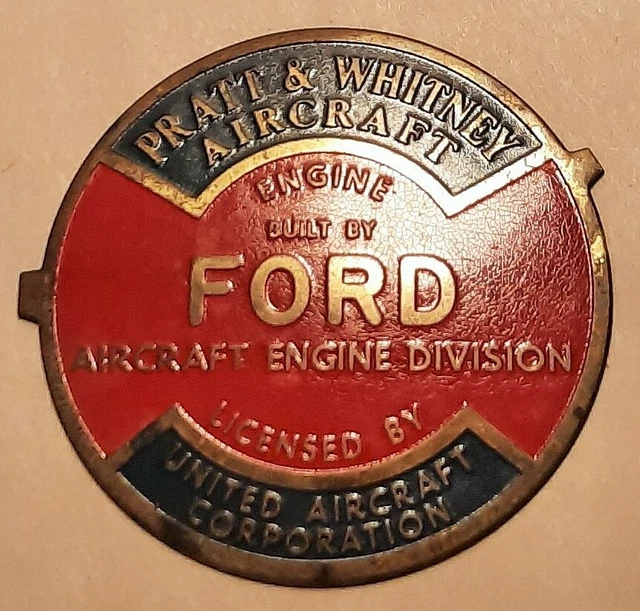 PRATT & WHITNEY
AIRCRAFT
ENGINE
BUILT BY
FORD
AIRCRAFT ENGINE DIVISION
LICENSED BY
UNITED AIRCRAFT
CORPORATION